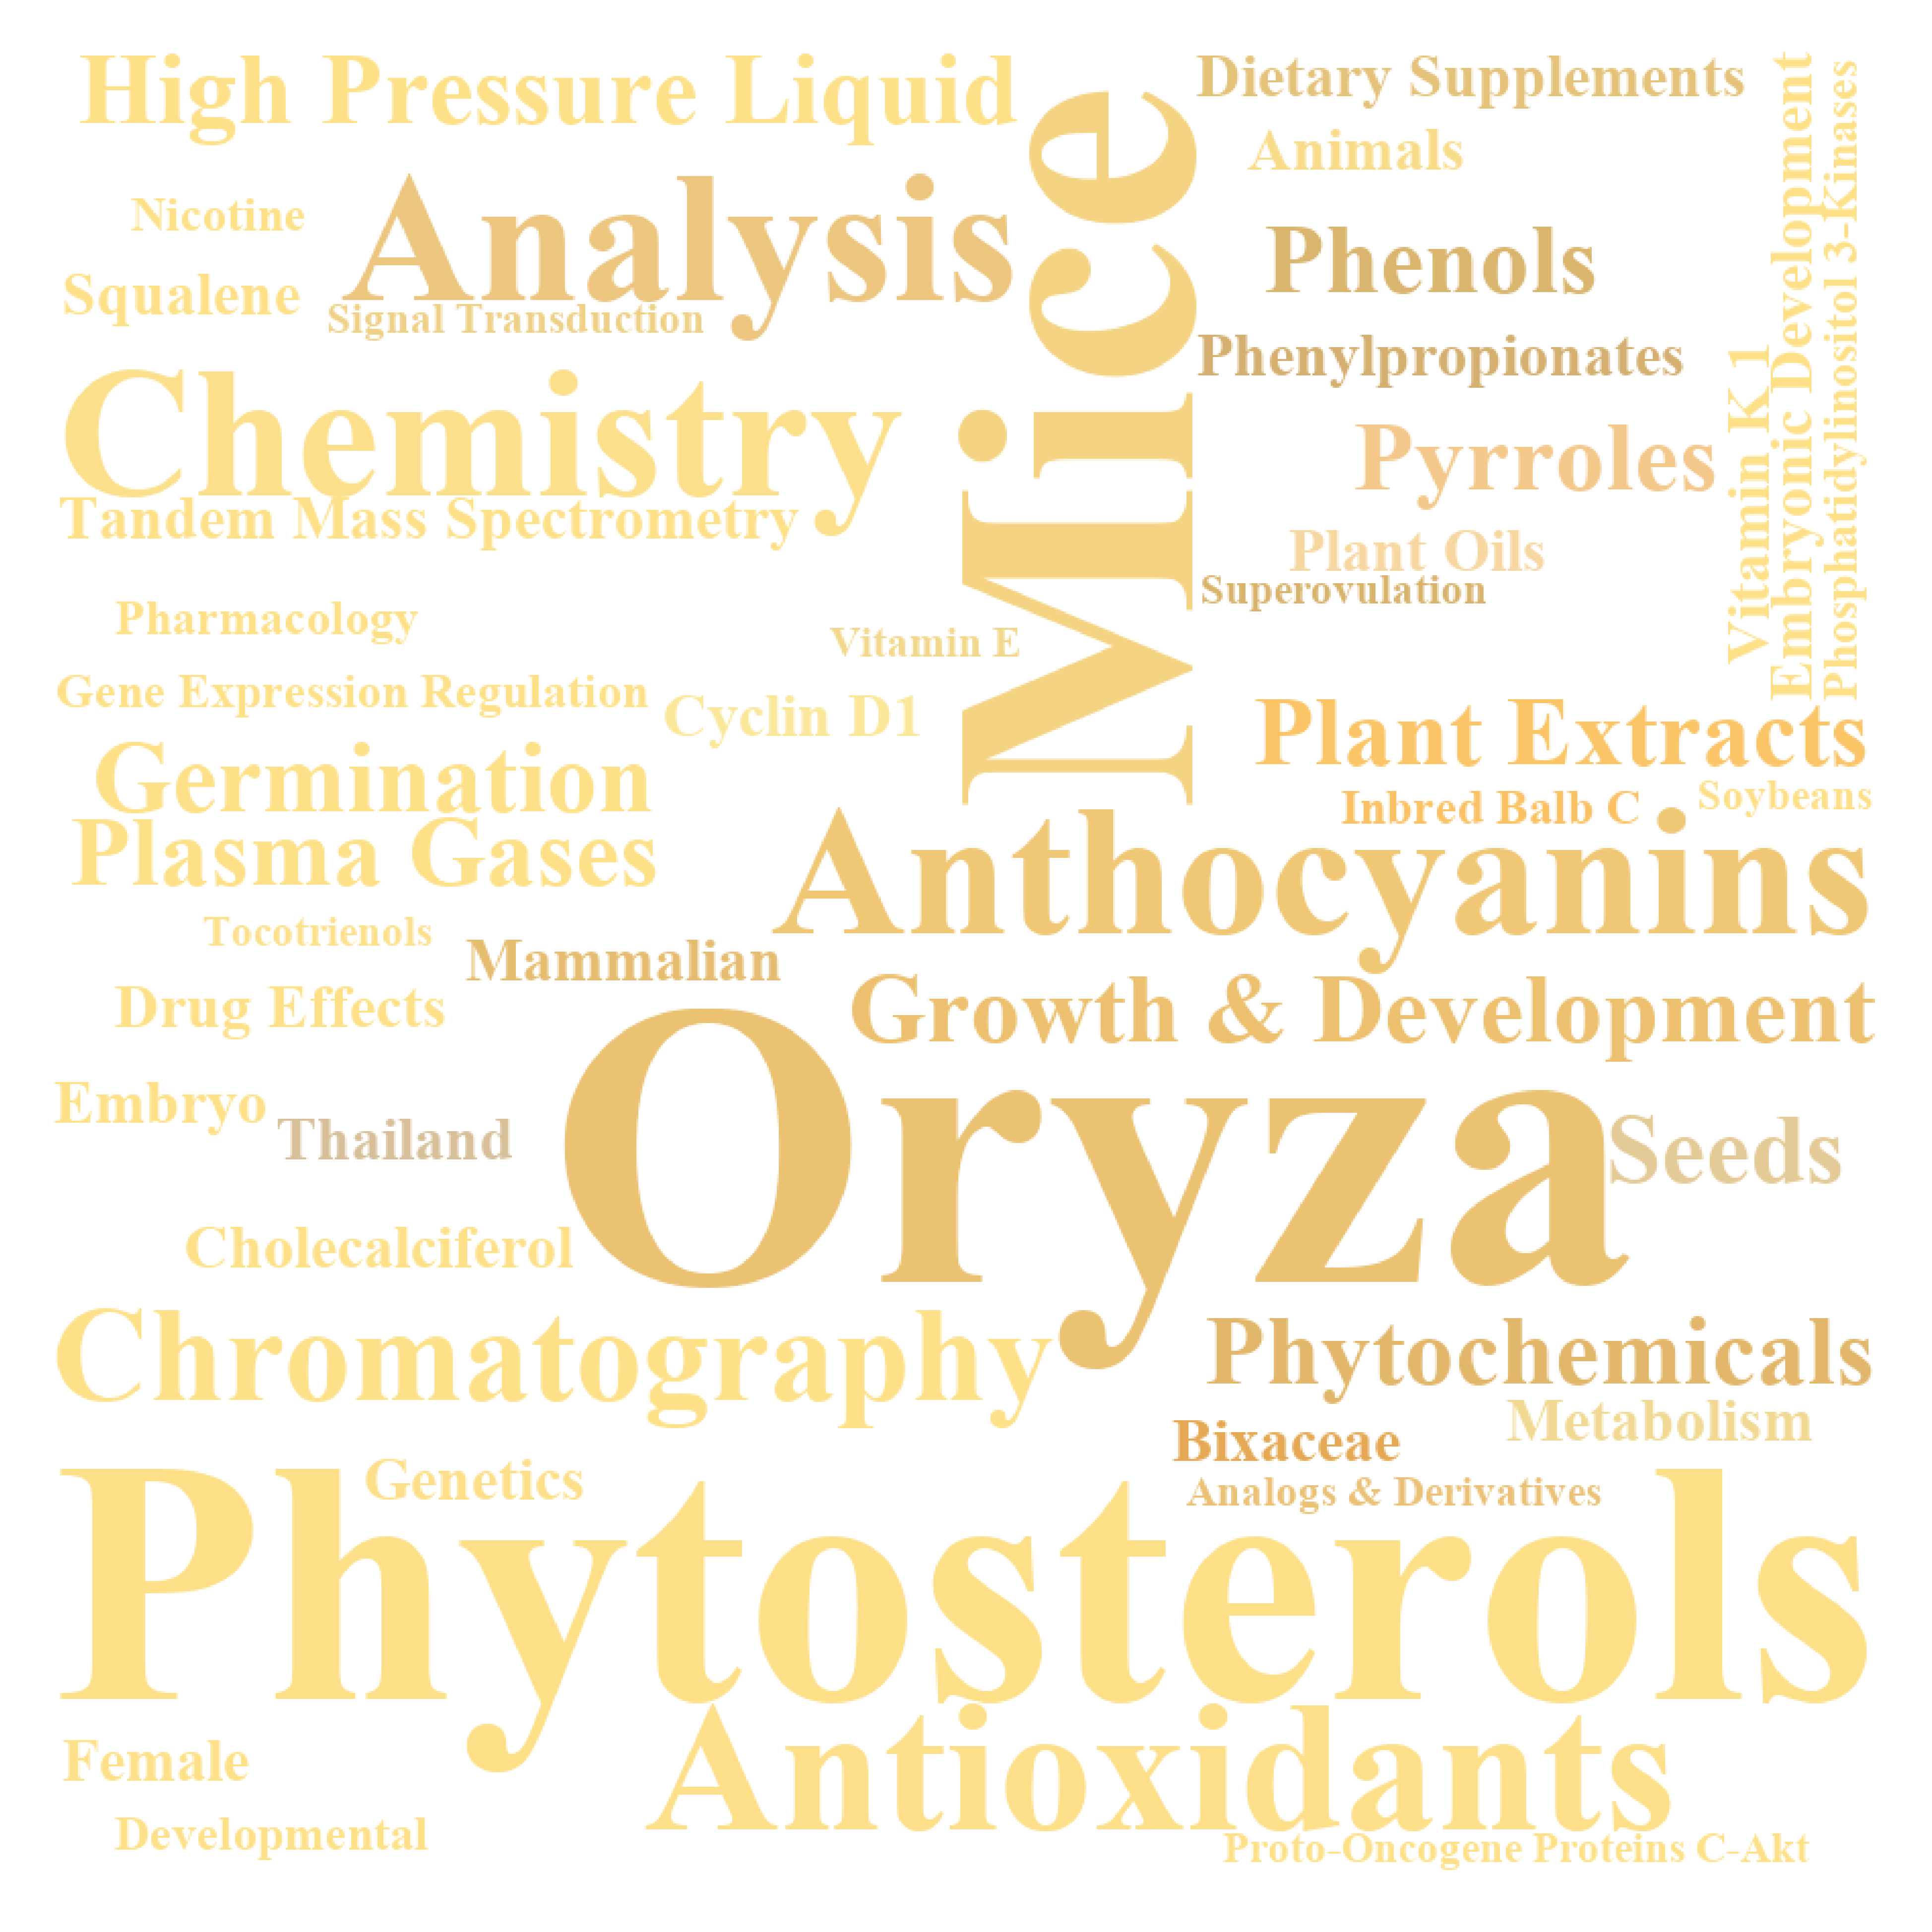 High Pressure Liquid
Dietary Supplements
Animals
Nicotine
Analysis
Mice
Phenols
Squalene
Signal Transduction
Phenylpropionates
Chemistry
Pyrroles
Vitamin K1
Embryonic Development
Phosphatidylinositol 3-Kinases
Tandem Mass Spectrometry
Plant Oils
Superovulation
Pharmacology
Vitamin E
Gene Expression Regulation
Cyclin D1
Plant Extracts
Germination
Inbred Balb C
Soybeans
Plasma Gases
Anthocyanins
Tocotrienols
Mammalian
Drug Effects
Growth & Development
Embryo
Thailand
Oryza
Seeds
Cholecalciferol
Chromatography
Phytochemicals
Metabolism
Bixaceae
Genetics
Analogs & Derivatives
Phytosterols
Female
Antioxidants
Developmental
Proto-Oncogene Proteins C-Akt